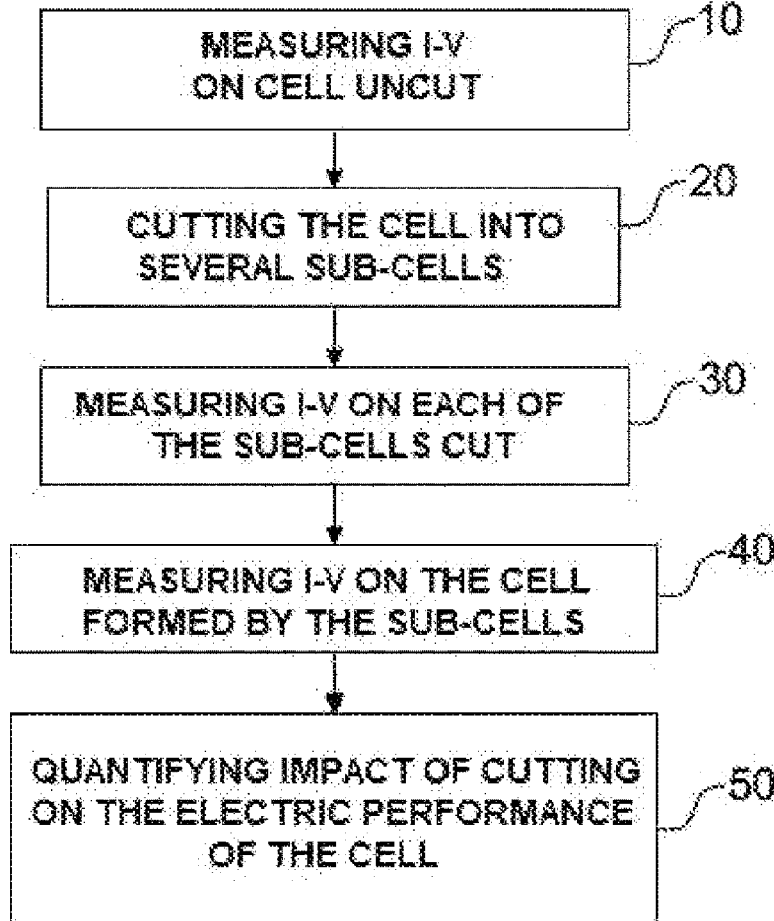 10
MEASURING I-V
ON CELL UNCUT
20
CUTTING THE CELL INTO
SEVERAL SUB-CELLS
30
MEASURING I-V ON EACH OF
THE SUB-CELLS CUT
40
MEASURING I-V ON THE CELL
FORMED BY THE SUB-CELLS
50
QUANTIFYING IMPACT OF CUTTING
ON THE ELECTRIC PERFORMANCE
OF THE CELL